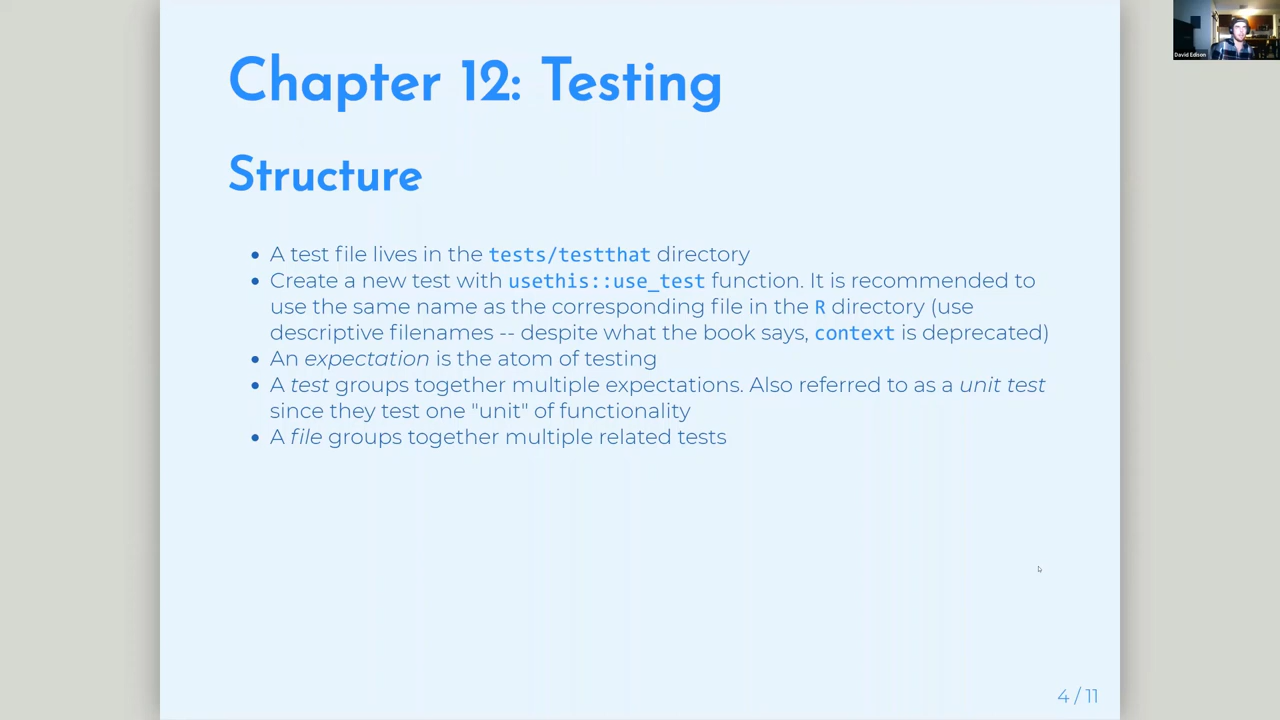 Chapter 12: Testing
Structure
• A test file lives in the tests/testthat directory
• Create a new test with usethis::use_test function. It is recommended to
use the same name as the corresponding file in the R directory (use
descriptive filenames -- despite what the book says, context is deprecated)
• An expectation is the atom of testing
• A test groups together multiple expectations. Also referred to as a unit test
since they test one "unit" of functionality
• A file groups together multiple related tests
4 / 11
David Edison